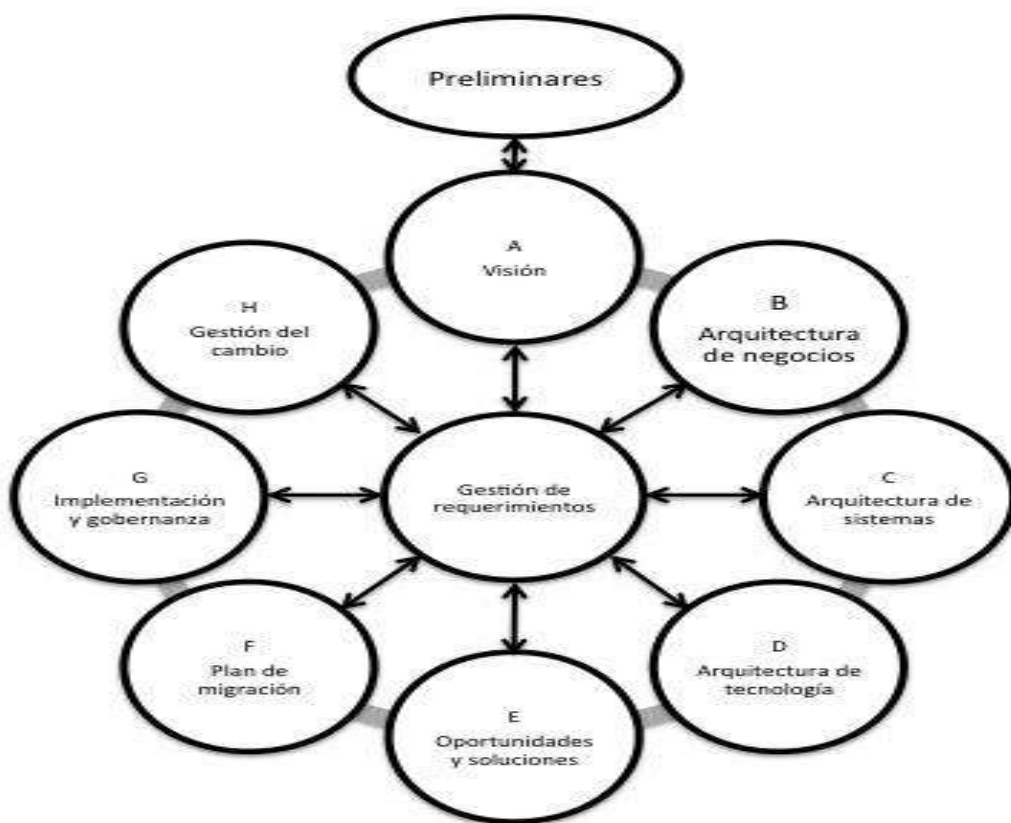 Preliminares
A
Visión
B
Arquitectura
de negocios
C
Arquitectura de
sistemas
D
Arquitectura de
tecnología
E
Oportunidades
y soluciones
F
Plan de
migración
G
Implementación
y gobernanza
H
Gestión del
cambio
Gestión de
requerimientos